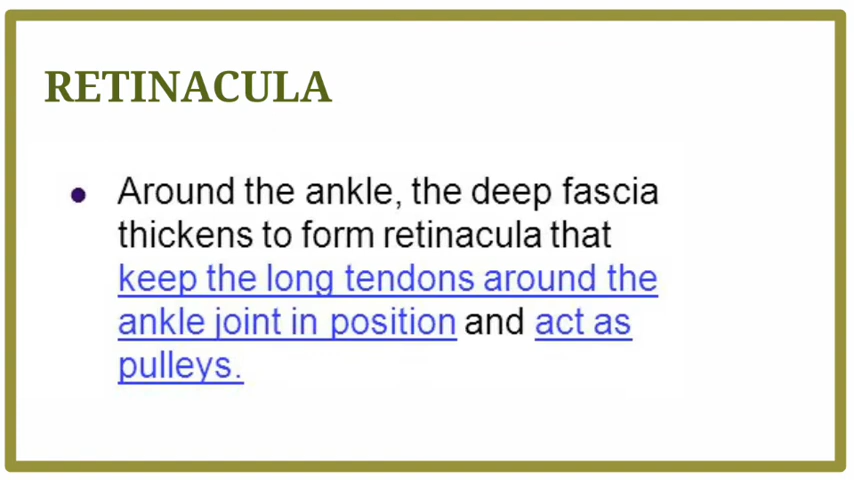 RETINACULA
● Around the ankle, the deep fascia
thickens to form retinacula that
keep the long tendons around the
ankle joint in position and act as
pulleys.